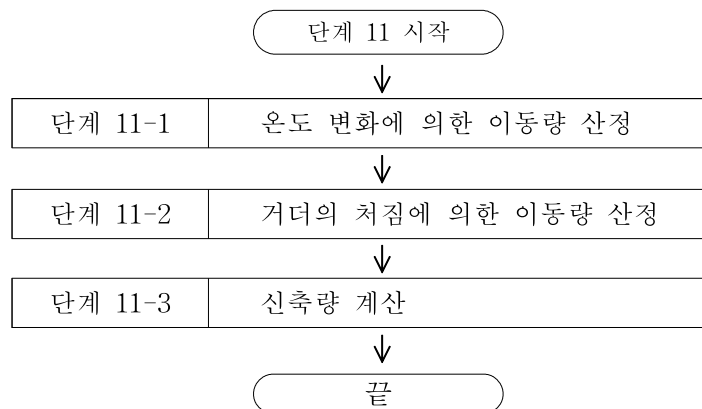 단계 11 시작
단계 11-1 온도 변화에 의한 이동량 산정
단계 11-2 거더의 처짐에 의한 이동량 산정
단계 11-3 신축량 계산
끝